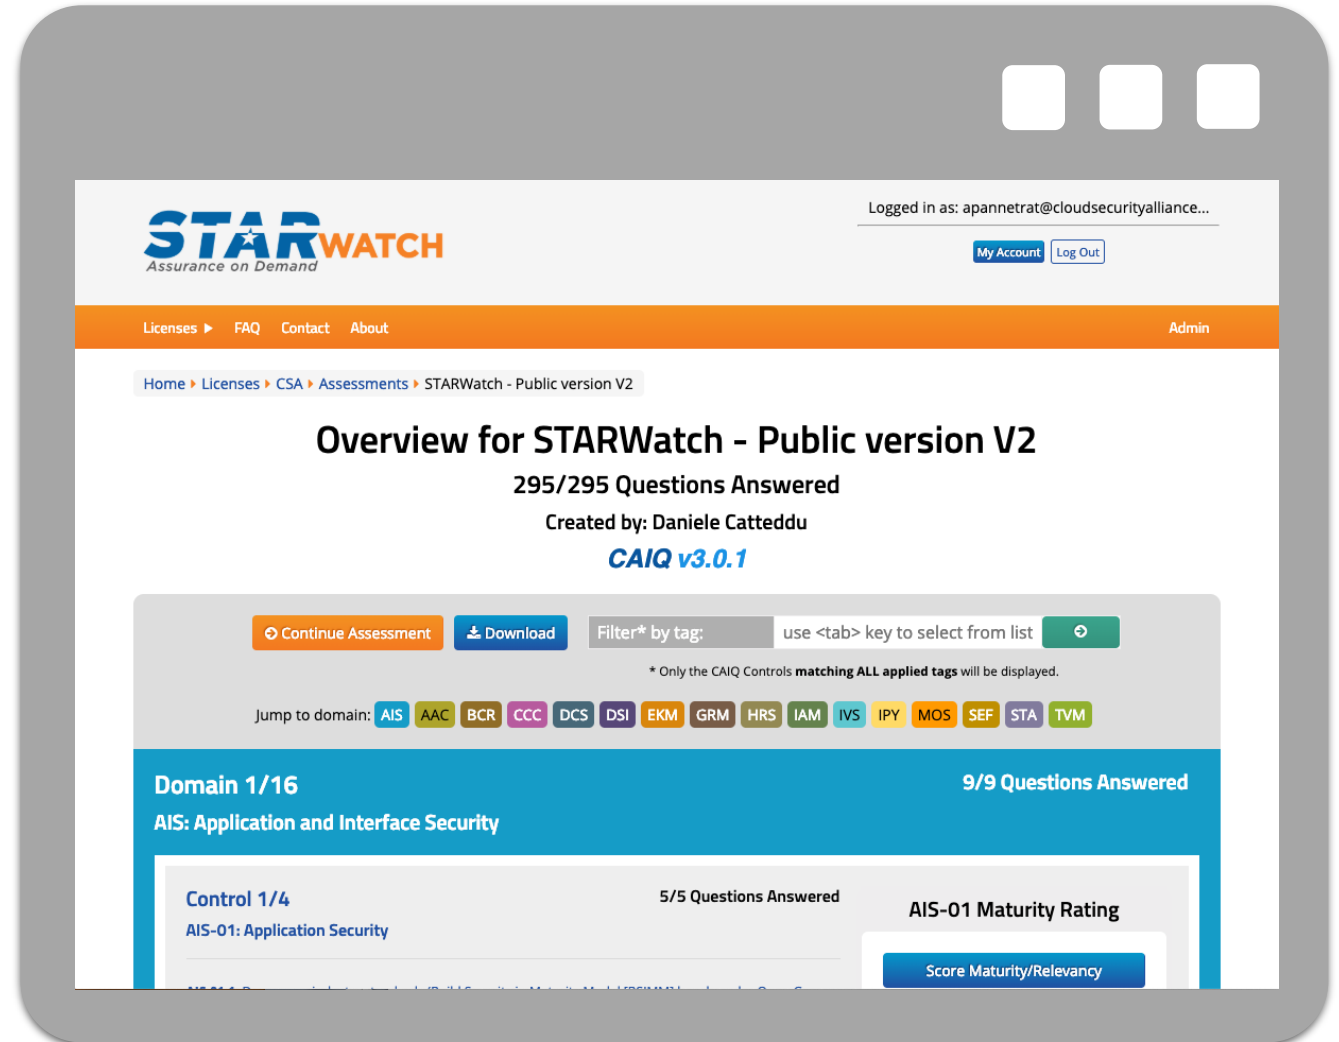 STARWATCH
Assurance on Demand
Logged in as: apannetrat@cloudsecurityalliance...
My Account Log Out
Licenses FAQ Contact About Admin
Home Licenses CSA Assessments STARWatch - Public version V2
Overview for STARWatch - Public version V2
295/295 Questions Answered
Created by: Daniele Catteddu
CAIQ v3.0.1
Continue Assessment Download Filter* by tag: use <tab> key to select from list
* Only the CAIQ Controls matching ALL applied tags will be displayed.
Jump to domain: AIS AAC BCR CCC DCS DSI EKM GRM HRS IAM IVS IPY MOS SEF STA TVM
Domain 1/16 9/9 Questions Answered
AIS: Application and Interface Security
Control 1/4 5/5 Questions Answered
AIS-01: Application Security
AIS-01 Maturity Rating
Score Maturity/Relevancy